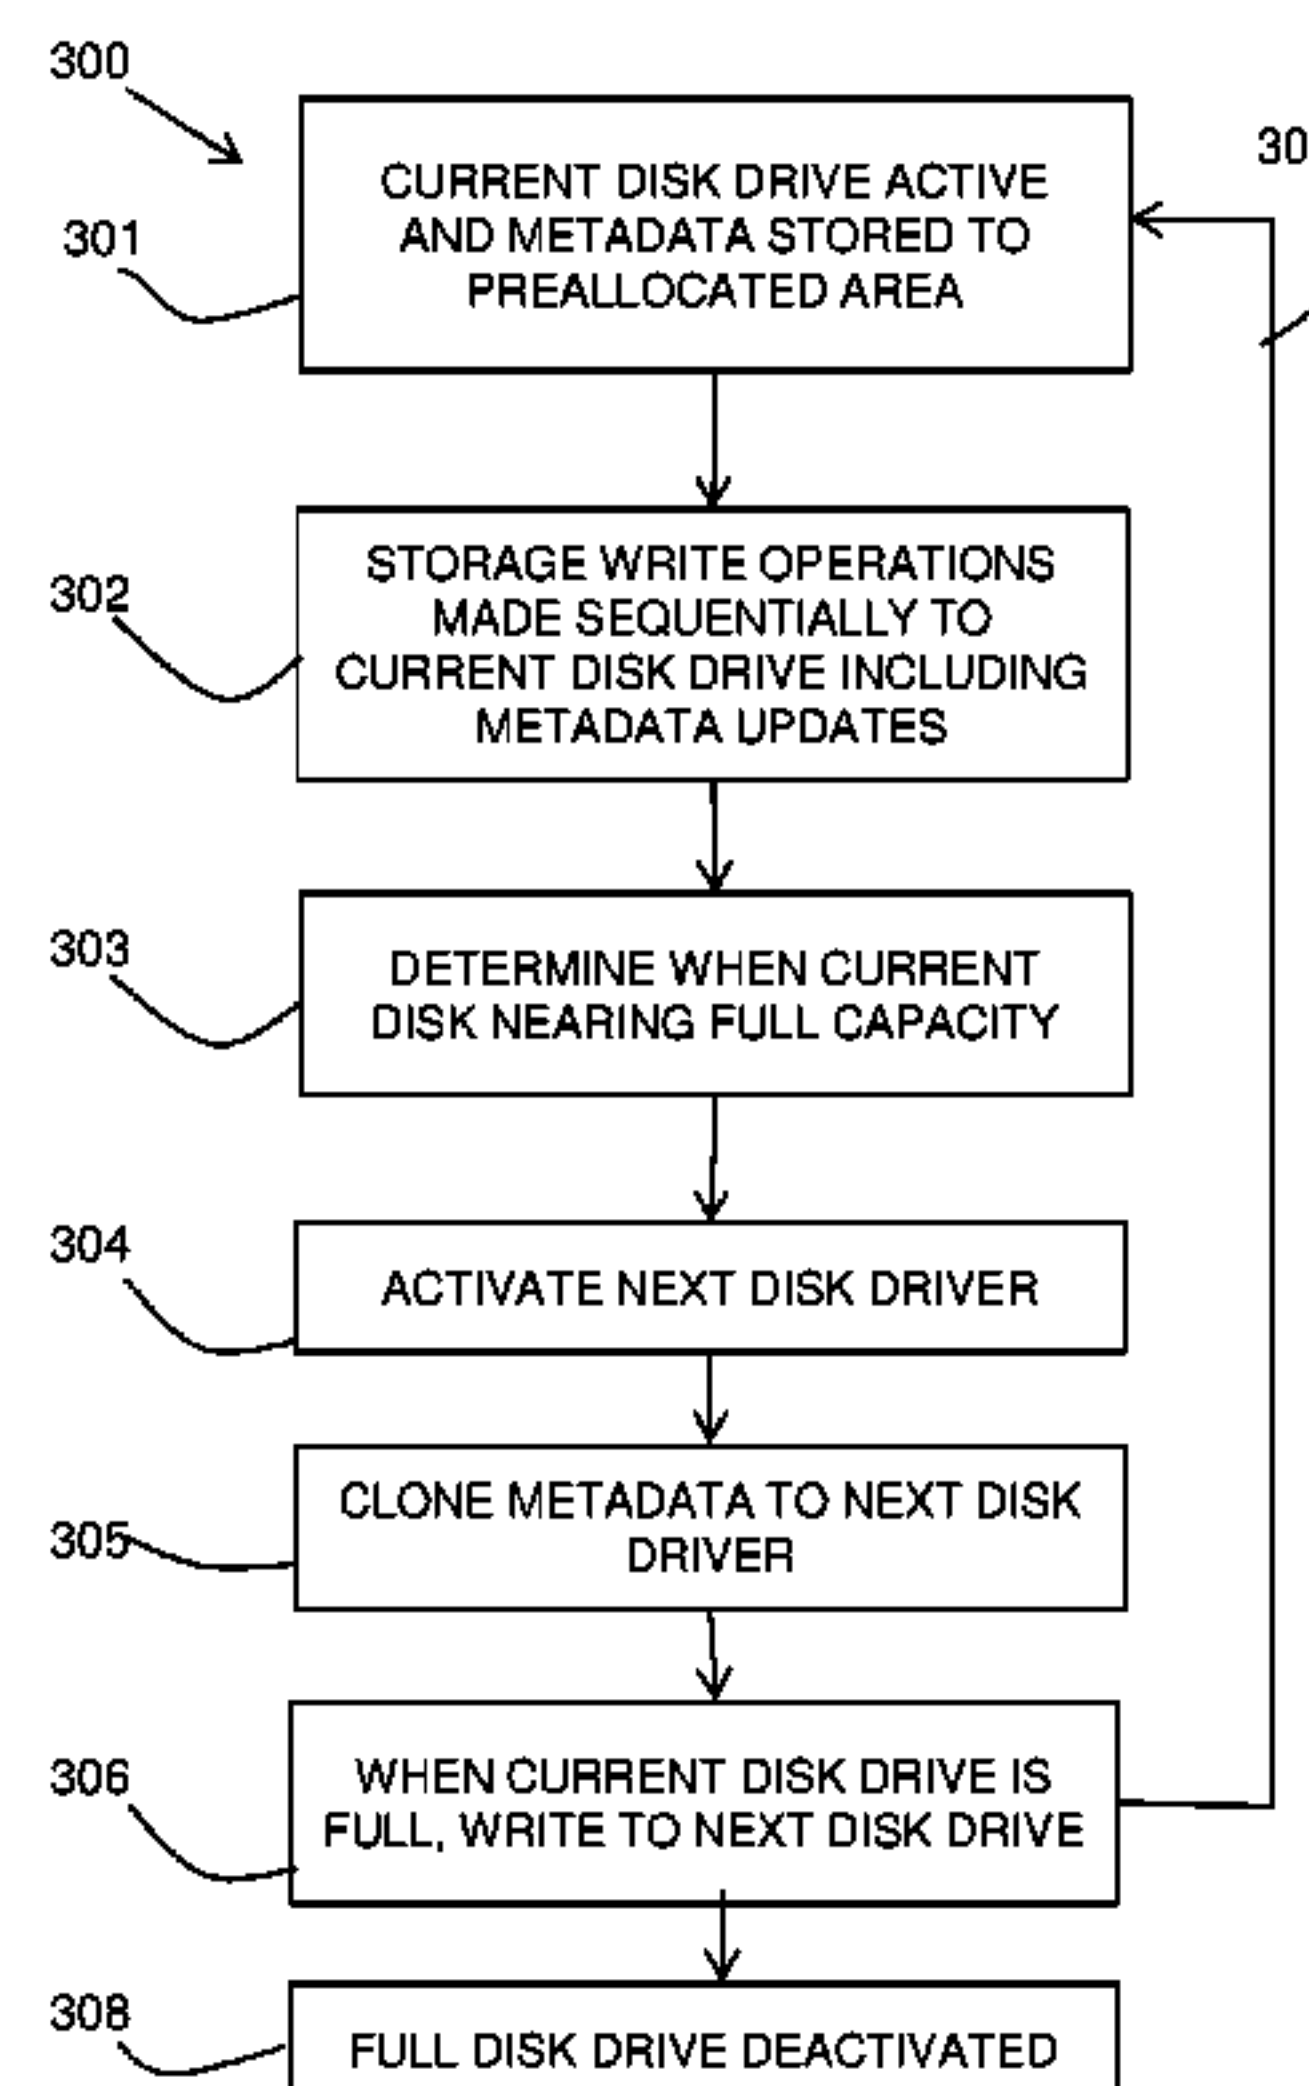 300
CURRENT DISK DRIVE ACTIVE
AND METADATA STORED TO
PREALLOCATED AREA
301
30
STORAGE WRITE OPERATIONS
MADE SEQUENTIALLY TO
CURRENT DISK DRIVE INCLUDING
METADATA UPDATES
302
DETERMINE WHEN CURRENT
DISK NEARING FULL CAPACITY
303
304
ACTIVATE NEXT DISK DRIVER
CLONE METADATA TO NEXT DISK
DRIVER
305
WHEN CURRENT DISK DRIVE IS
FULL, WRITE TO NEXT DISK DRIVE
306
308
FULL DISK DRIVE DEACTIVATED